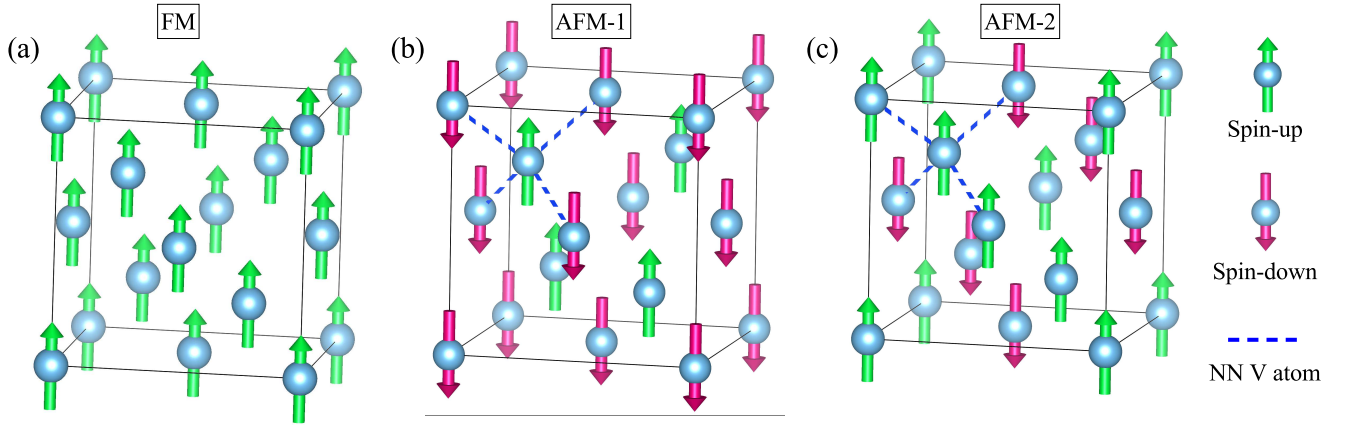 (a)
FM
(b)
AFM-1
(c)
AFM-2
Spin-up
Spin-down
NN V atom